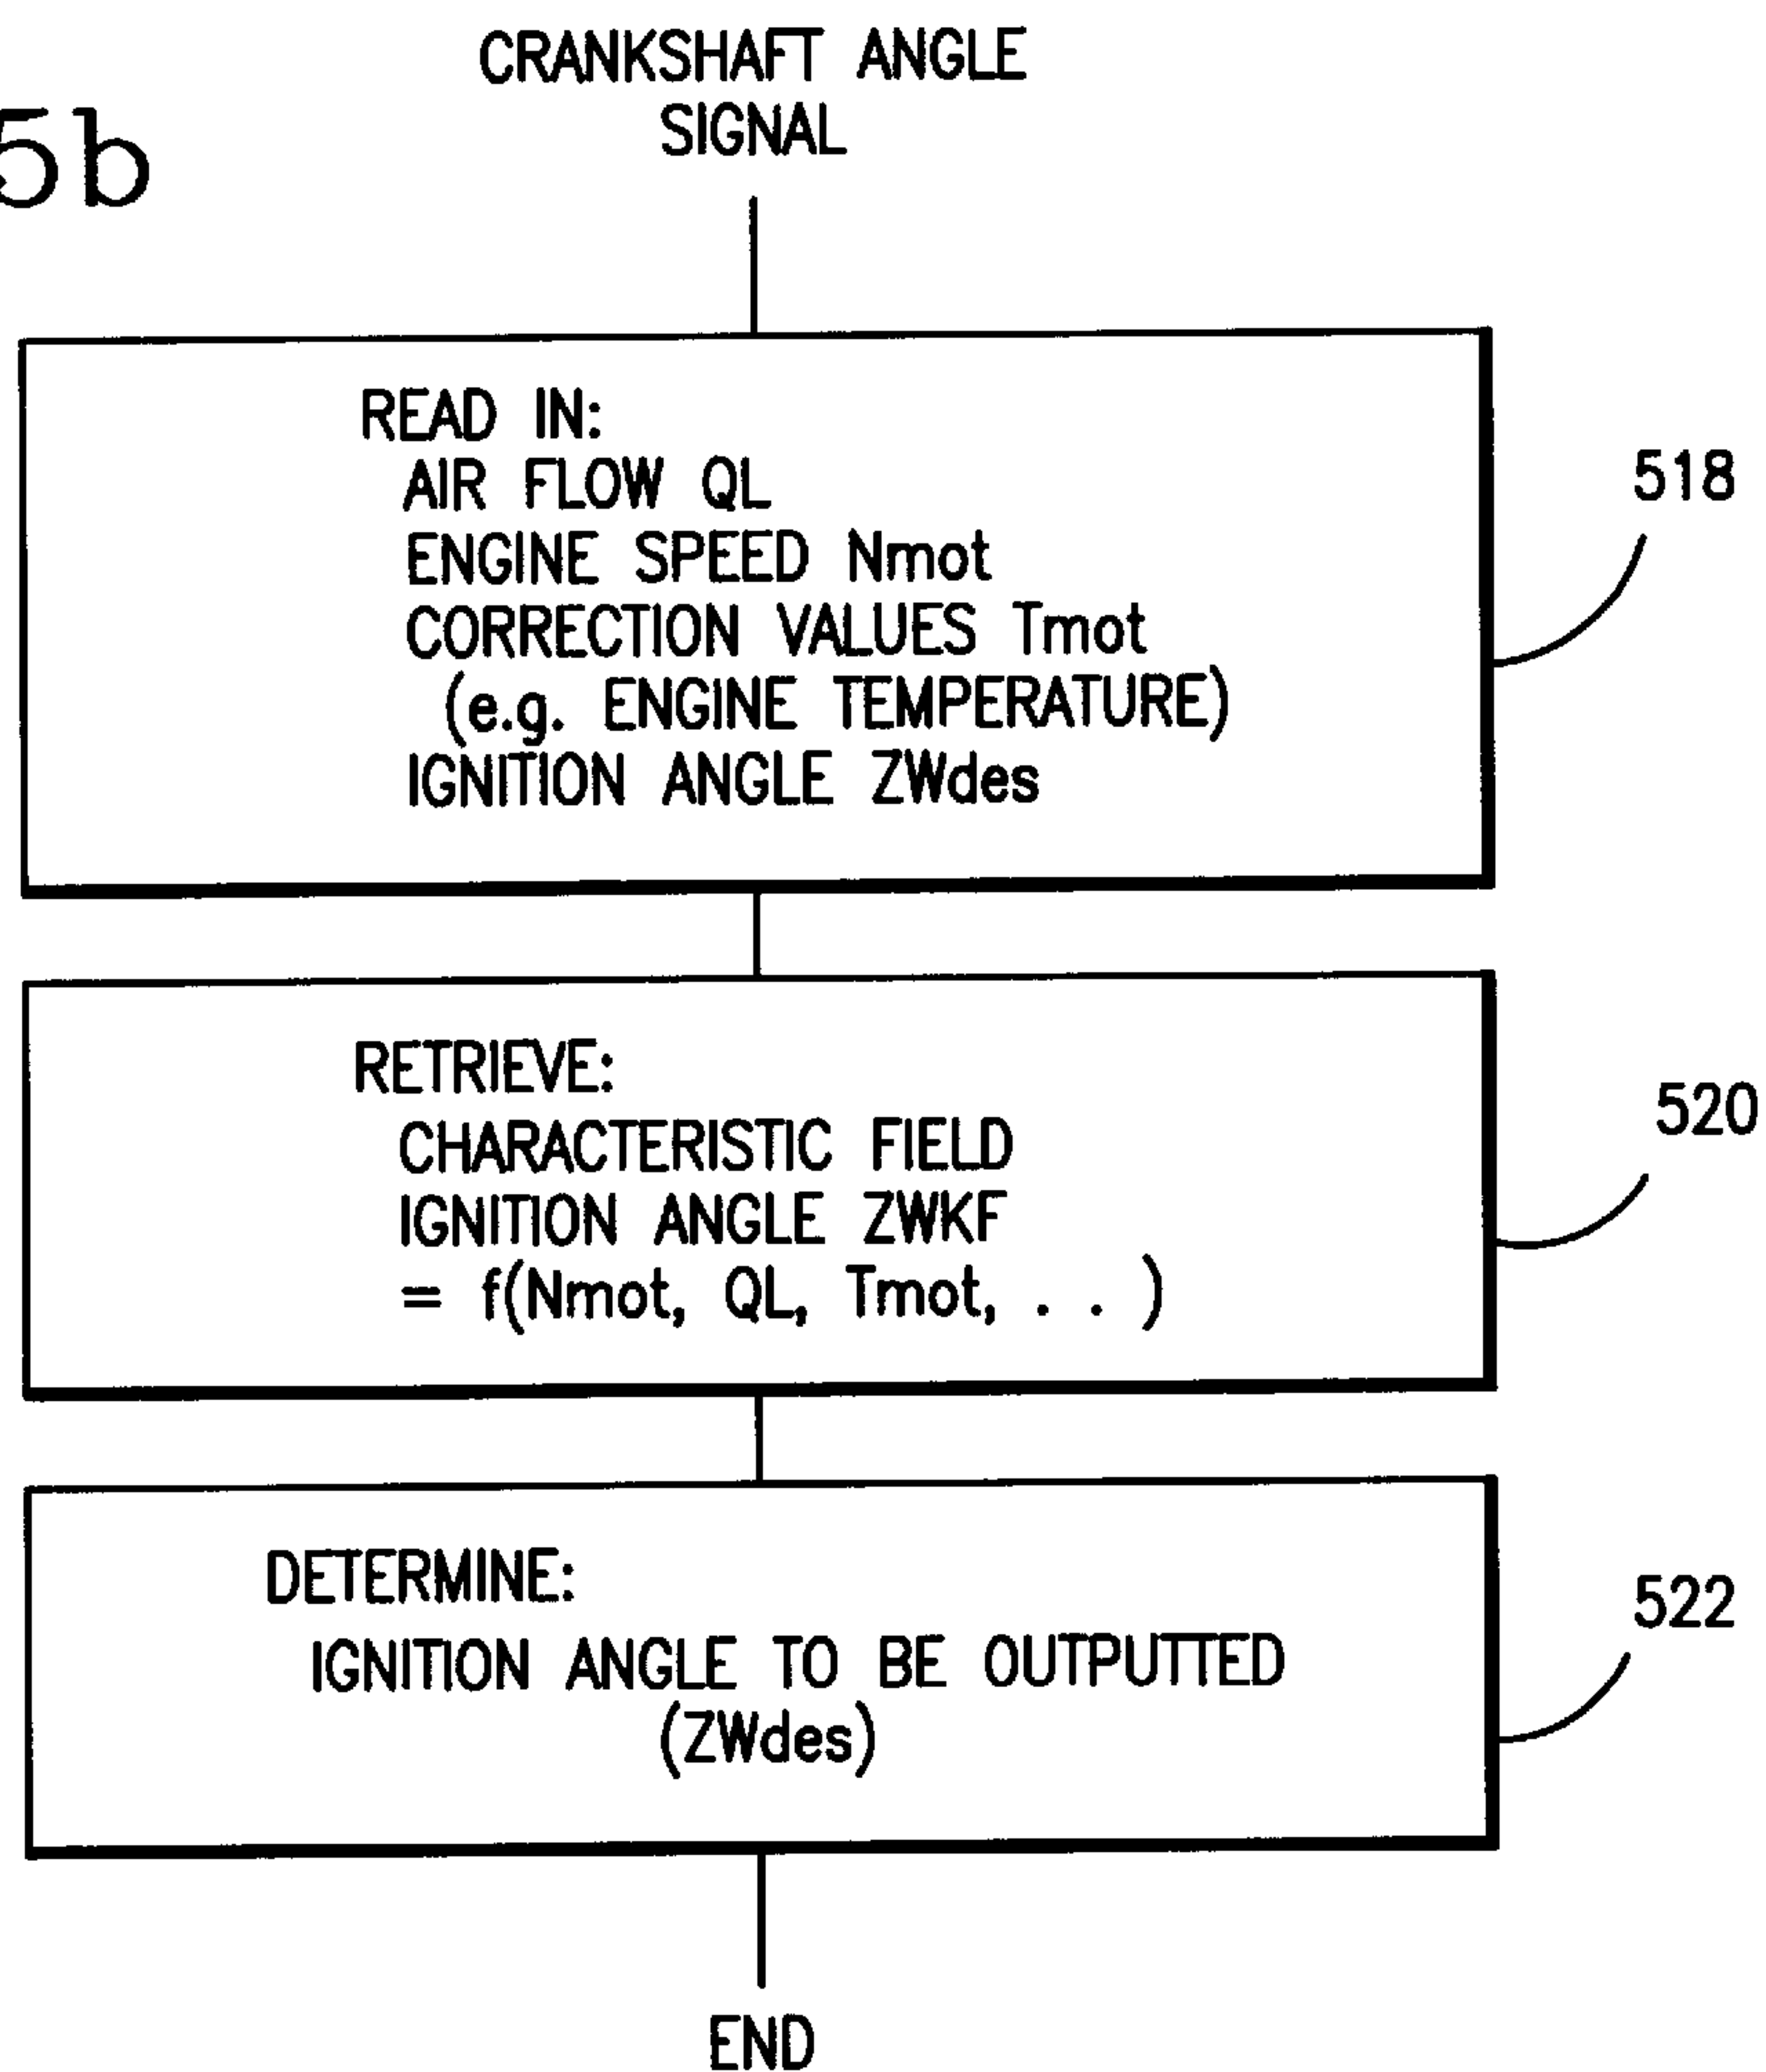 5b
CRANKSHAFT ANGLE
SIGNAL
READ IN:
AIR FLOW QL
ENGINE SPEED Nmot
CORRECTION VALUES Tmot
(e.g. ENGINE TEMPERATURE)
IGNITION ANGLE ZWdes
518
RETRIEVE:
CHARACTERISTIC FIELD
IGNITION ANGLE ZWKF
= f(Nmot, QL, Tmot, . . )
520
DETERMINE:
IGNITION ANGLE TO BE OUTPUTTED
(ZWdes)
522
END